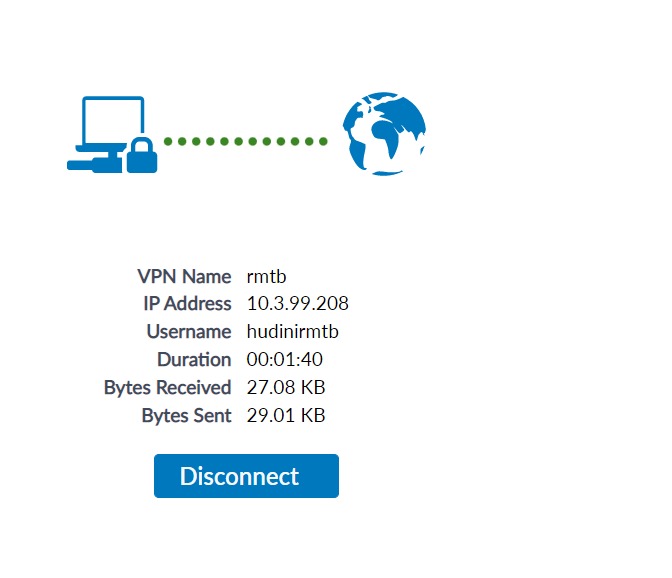 VPN Name rmtb
IP Address 10.3.99.208
Username hudinirmtb
Duration 00:01:40
Bytes Received 27.08 KB
Bytes Sent 29.01 KB
Disconnect